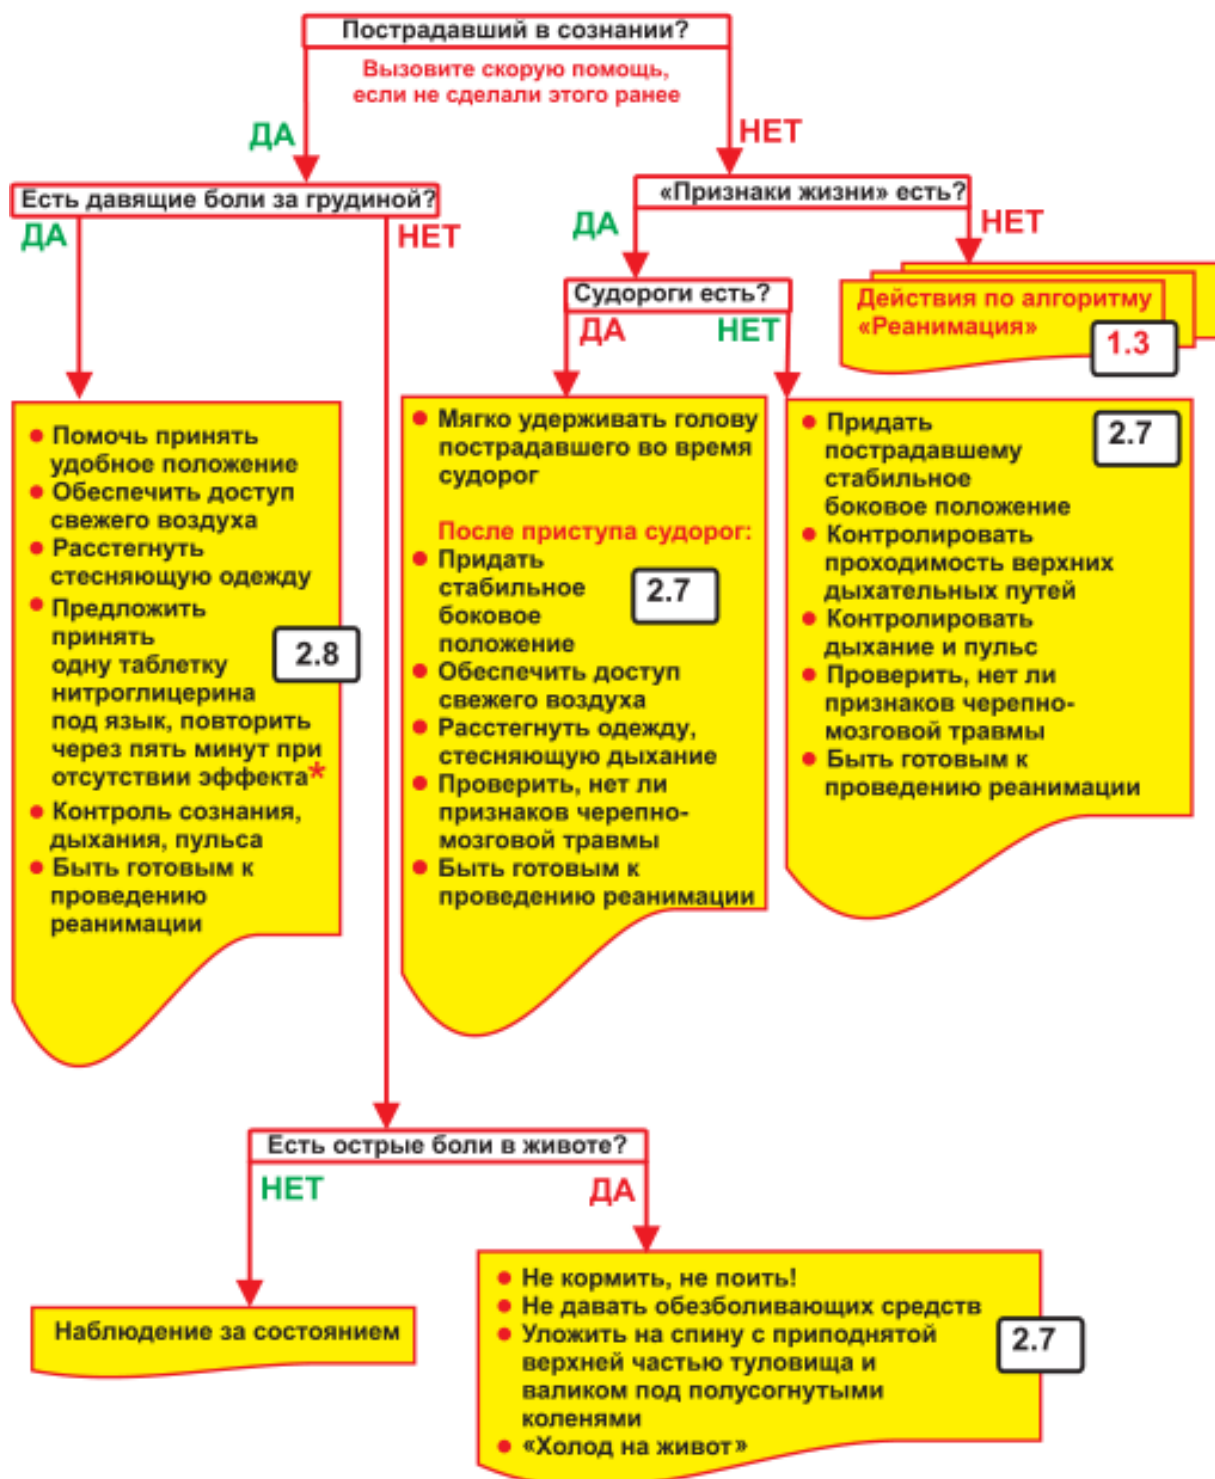 Пострадавший в сознании?
Вызовите скорую помощь,
если не сделали этого ранее
ДА
НЕТ
Есть давящие боли за грудиной?
«Признаки жизни» есть?
ДА
НЕТ
ДА
НЕТ
Судороги есть?
ДА
НЕТ
Действия по алгоритму
«Реанимация»
1.3
Помочь принять
удобное положение
Обеспечить доступ
свежего воздуха
Расстегнуть
стесняющую одежду
Предложить
принять
одну таблетку
нитроглицерина
под язык, повторить
через пять минут при
отсутствии эффекта*
Контроль сознания,
дыхания, пульса
Быть готовым к
проведению
реанимации
2.8
Мягко удерживать голову
пострадавшего во время
судорог
После приступа судорог:
Придать
стабильное
боковое
положение
2.7
Обеспечить доступ
свежего воздуха
Расстегнуть одежду,
стесняющую дыхание
Проверить, нет ли
признаков черепно-
мозговой травмы
Быть готовым к
проведению реанимации
Придать
пострадавшему
стабильное
боковое положение
2.7
Контролировать
проходимость верхних
дыхательных путей
Контролировать
дыхание и пульс
Проверить, нет ли
признаков черепно-
мозговой травмы
Быть готовым к
проведению реанимации
Есть острые боли в животе?
НЕТ
ДА
Наблюдение за состоянием
Не кормить, не поить!
Не давать обезболивающих средств
Уложить на спину с приподнятой
верхней частью туловища и
валиком под полусогнутыми
коленями
«Холод на живот»
2.7